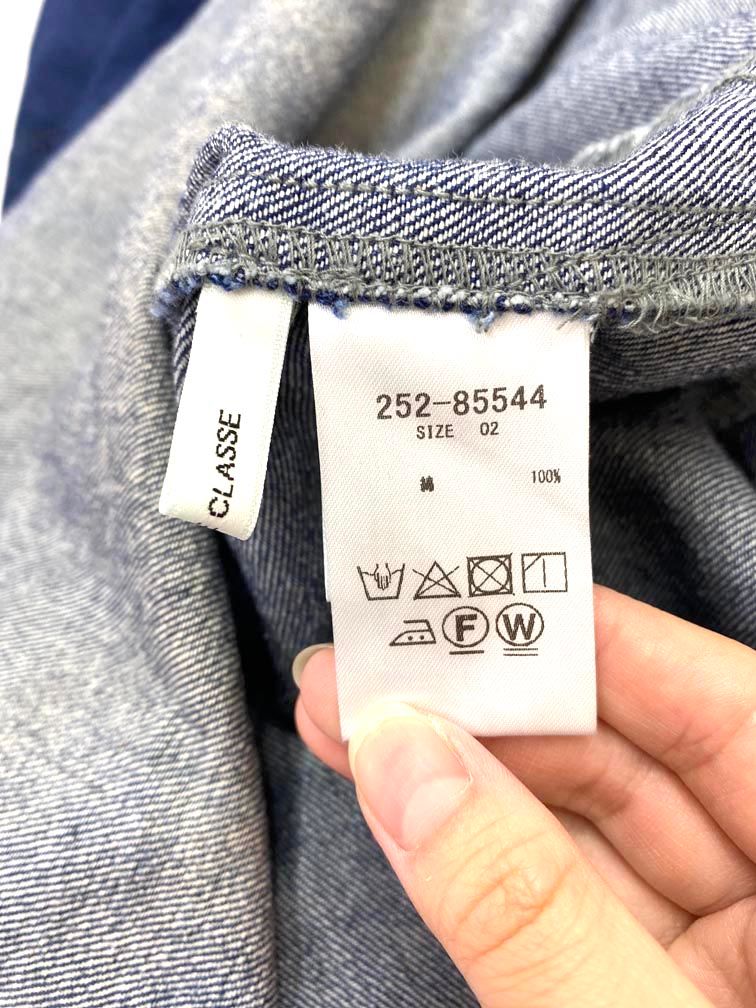 CLASSE
252-85544
SIZE 02
綿 100%
F W